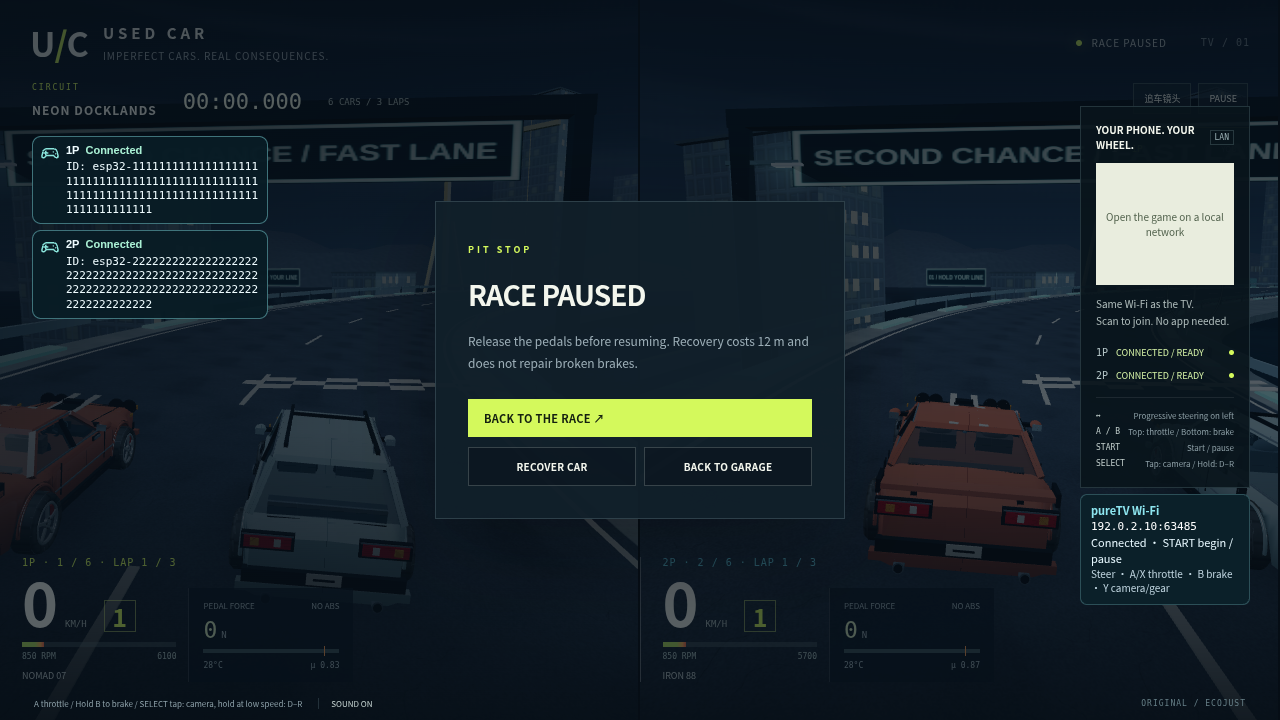 U/C
USED CAR
IMPERFECT CARS. REAL CONSEQUENCES.
RACE PAUSED
TV / 01
CIRCUIT
NEON DOCKLANDS
00:00.000
6 CARS / 3 LAPS
追车镜头
PAUSE
E / FAST LANE
SECOND CHANCE
1P Connected
ID: esp32-1111111111111111111
1111111111111111111111111111
1111111111111111111111111111
1111111111111
2P Connected
ID: esp32-2222222222222222222
2222222222222222222222222222
2222222222222222222222222222
2222222222222
YOUR LINE
HOLD YOUR LINE
PIT STOP
RACE PAUSED
Release the pedals before resuming. Recovery costs 12 m and
does not repair broken brakes.
BACK TO THE RACE ↗
RECOVER CAR
BACK TO GARAGE
YOUR PHONE. YOUR
WHEEL.
LAN
Open the game on a local
network
Same Wi-Fi as the TV.
Scan to join. No app needed.
1P CONNECTED / READY
2P CONNECTED / READY
↔ Progressive steering on left
A / B Top: throttle / Bottom: brake
START Start / pause
SELECT Tap: camera / Hold: D–R
pureTV Wi-Fi
192.0.2.10:63485
Connected · START begin /
pause
Steer · A/X throttle · B brake
· Y camera/gear
1P · 1 / 6 · LAP 1 / 3
0 KM/H 1
850 RPM 6100
NOMAD 07
PEDAL FORCE NO ABS
0 N
28°C μ 0.83
2P · 2 / 6 · LAP 1 / 3
0 KM/H 1
850 RPM 5700
IRON 88
PEDAL FORCE NO ABS
0 N
28°C μ 0.87
A throttle / Hold B to brake / SELECT tap: camera, hold at low speed: D–R
SOUND ON
ORIGINAL / ECOJUST